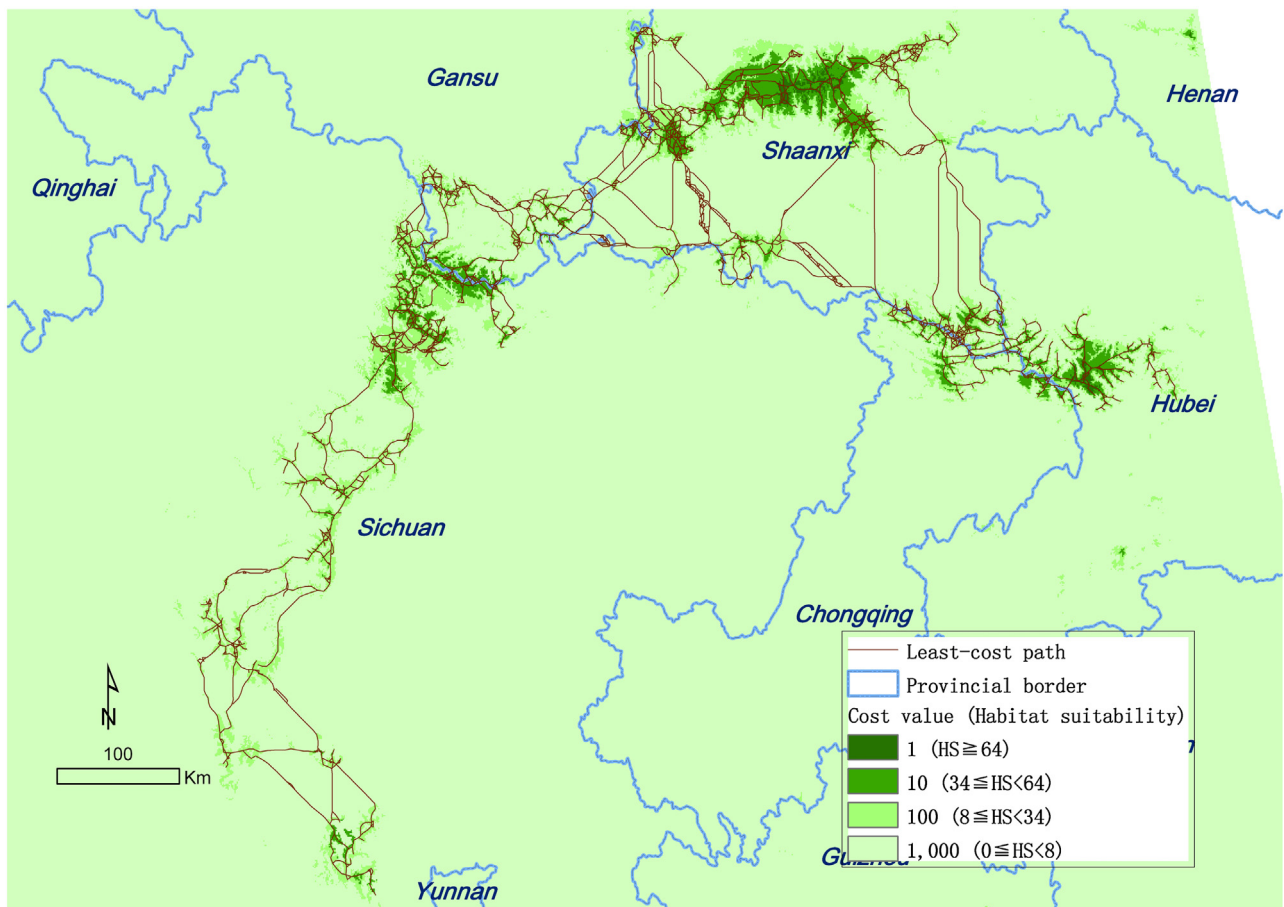 Gansu
Henan
Shaanxi
Qinghai
Hubei
Sichuan
Chongqing
N
100
Km
Least-cost path
Provincial border
Cost value (Habitat suitability)
1 (HS≧64)
10 (34≦HS<64)
100 (8≦HS<34)
1,000 (0≦HS<8)
Guizhou
Yunnan